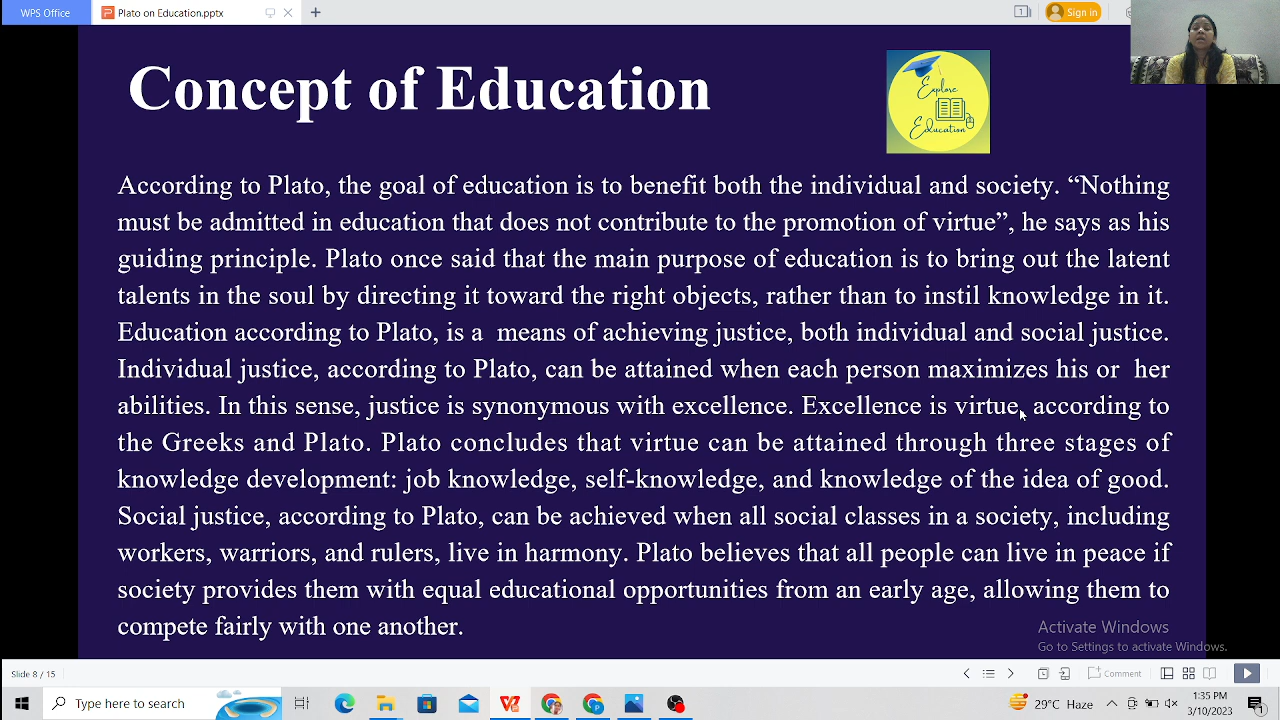 WPS Office
Plato on Education.pptx
Sign in
Concept of Education
Explore
Education
According to Plato, the goal of education is to benefit both the individual and society. “Nothing
must be admitted in education that does not contribute to the promotion of virtue”, he says as his
guiding principle. Plato once said that the main purpose of education is to bring out the latent
talents in the soul by directing it toward the right objects, rather than to instil knowledge in it.
Education according to Plato, is a means of achieving justice, both individual and social justice.
Individual justice, according to Plato, can be attained when each person maximizes his or her
abilities. In this sense, justice is synonymous with excellence. Excellence is virtue, according to
the Greeks and Plato. Plato concludes that virtue can be attained through three stages of
knowledge development: job knowledge, self-knowledge, and knowledge of the idea of good.
Social justice, according to Plato, can be achieved when all social classes in a society, including
workers, warriors, and rulers, live in harmony. Plato believes that all people can live in peace if
society provides them with equal educational opportunities from an early age, allowing them to
compete fairly with one another.
Activate Windows
Go to Settings to activate Windows.
Slide 8 / 15
Comment
Type here to search
29°C Haze
1:35 PM
3/10/2023